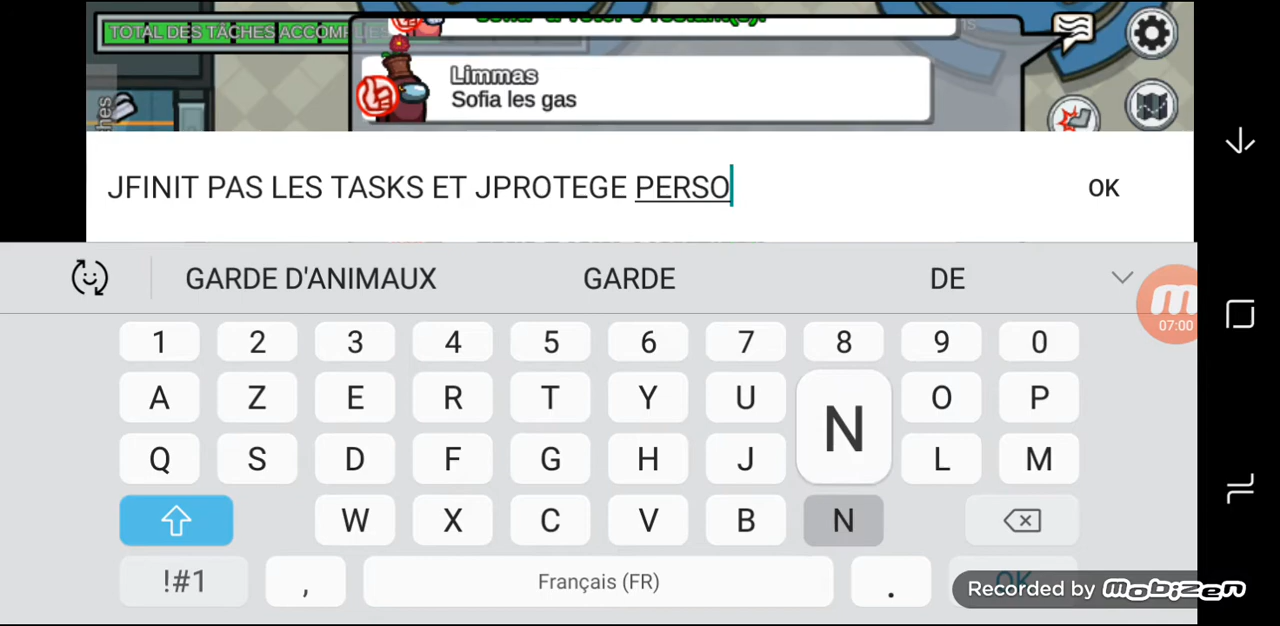 TOTAL DES TÂCHES ACCOMPLIES
Limmas
Sofia les gas
JFINIT PAS LES TASKS ET JPROTEGE PERSO
OK
GARDE D'ANIMAUX GARDE DE
07:00
1 2 3 4 5 6 7 8 9 0
A Z E R T Y U N O P
Q S D F G H J L M
W X C V B N
!#1 , Français (FR) . OK
Recorded by mobizen